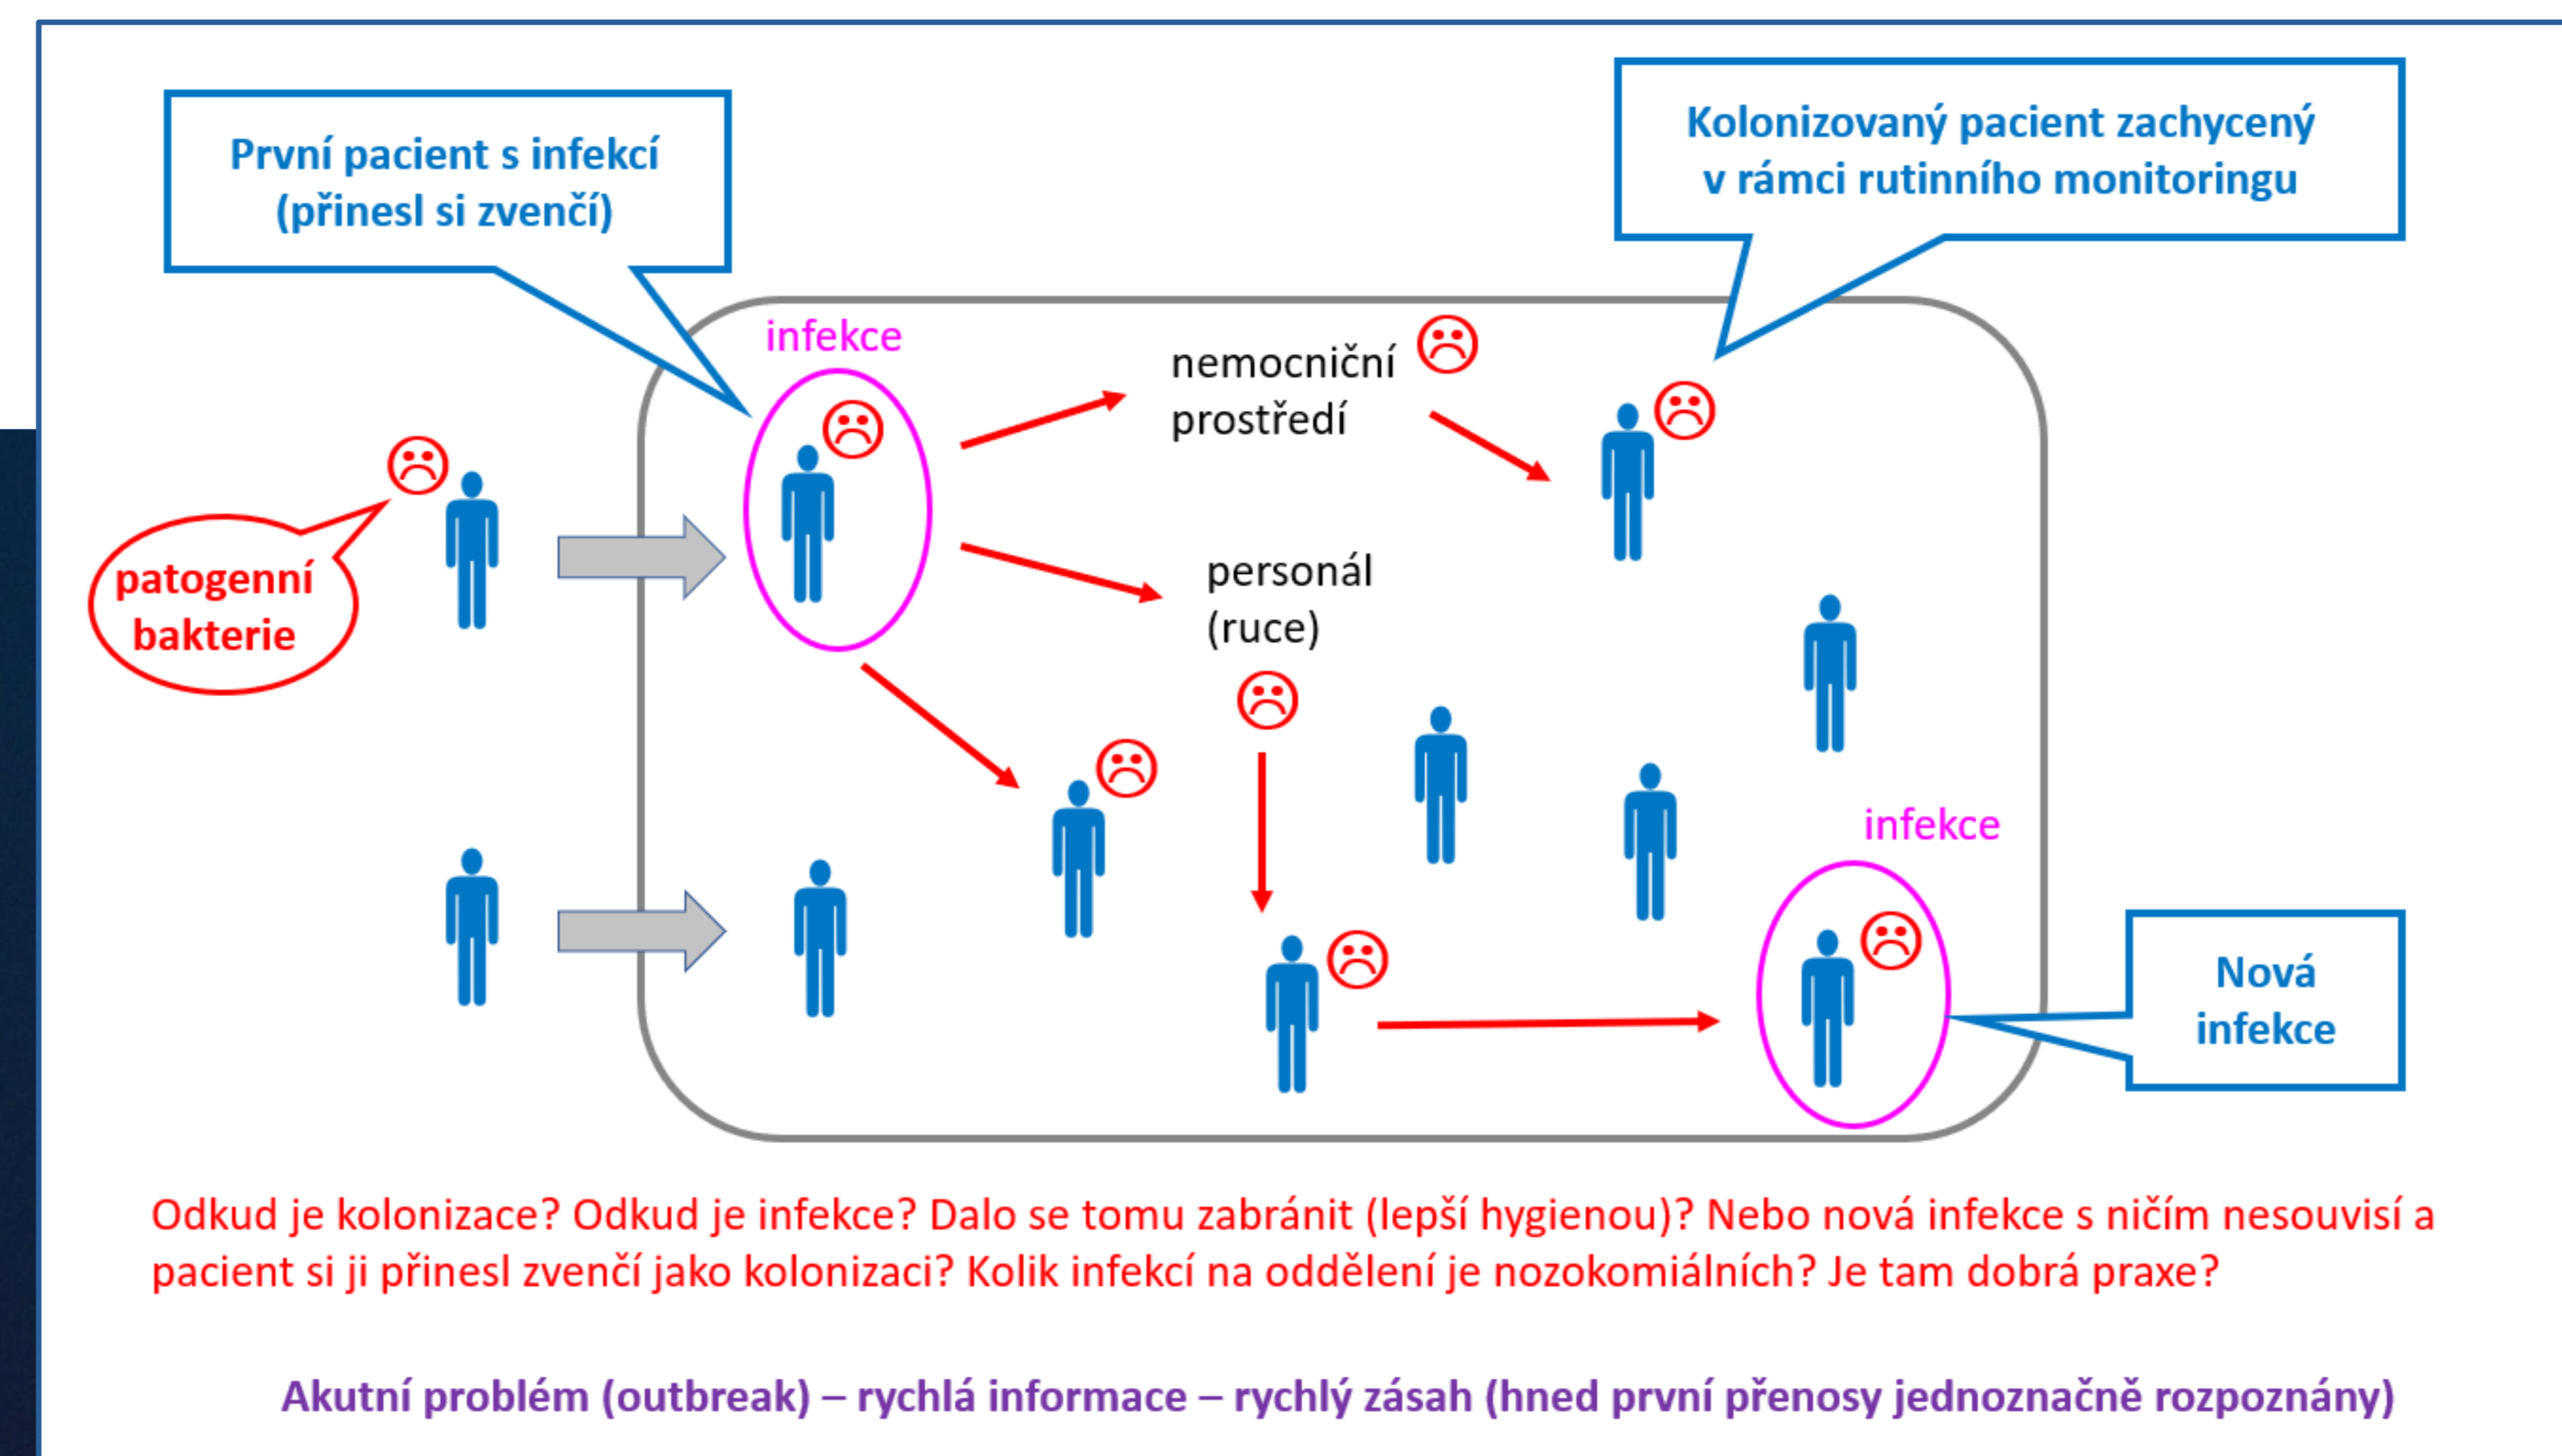 První pacient s infekcí
(přinesl si zvenčí)
Kolonizovaný pacient zachycený
v rámci rutinního monitoringu
infekce
nemocniční
prostředí
patogenní
bakterie
personál
(ruce)
infekce
Nová
infekce
Odkud je kolonizace? Odkud je infekce? Dalo se tomu zabránit (lepší hygienou)? Nebo nová infekce s ničím nesouvisí a
pacient si ji přinesl zvenčí jako kolonizaci? Kolik infekcí na oddělení je nozokomiálních? Je tam dobrá praxe?
Akutní problém (outbreak) – rychlá informace – rychlý zásah (hned první přenosy jednoznačně rozpoznány)